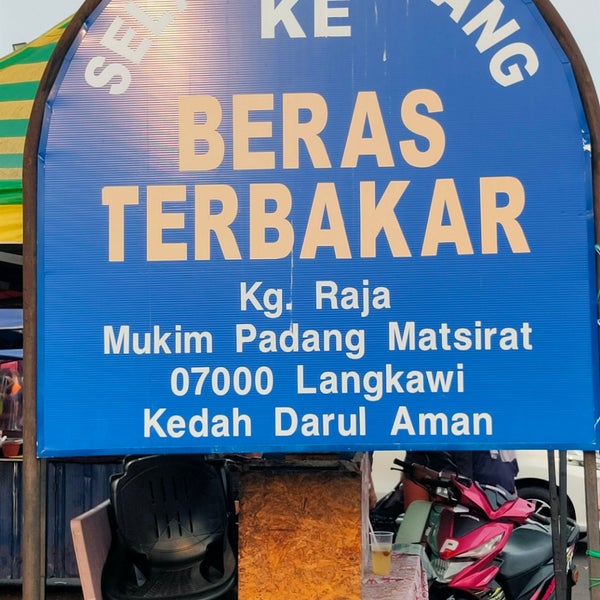 KE
BERAS
TERBAKAR
Kg. Raja
Mukim Padang Matsirat
07000 Langkawi
Kedah Darul Aman
P